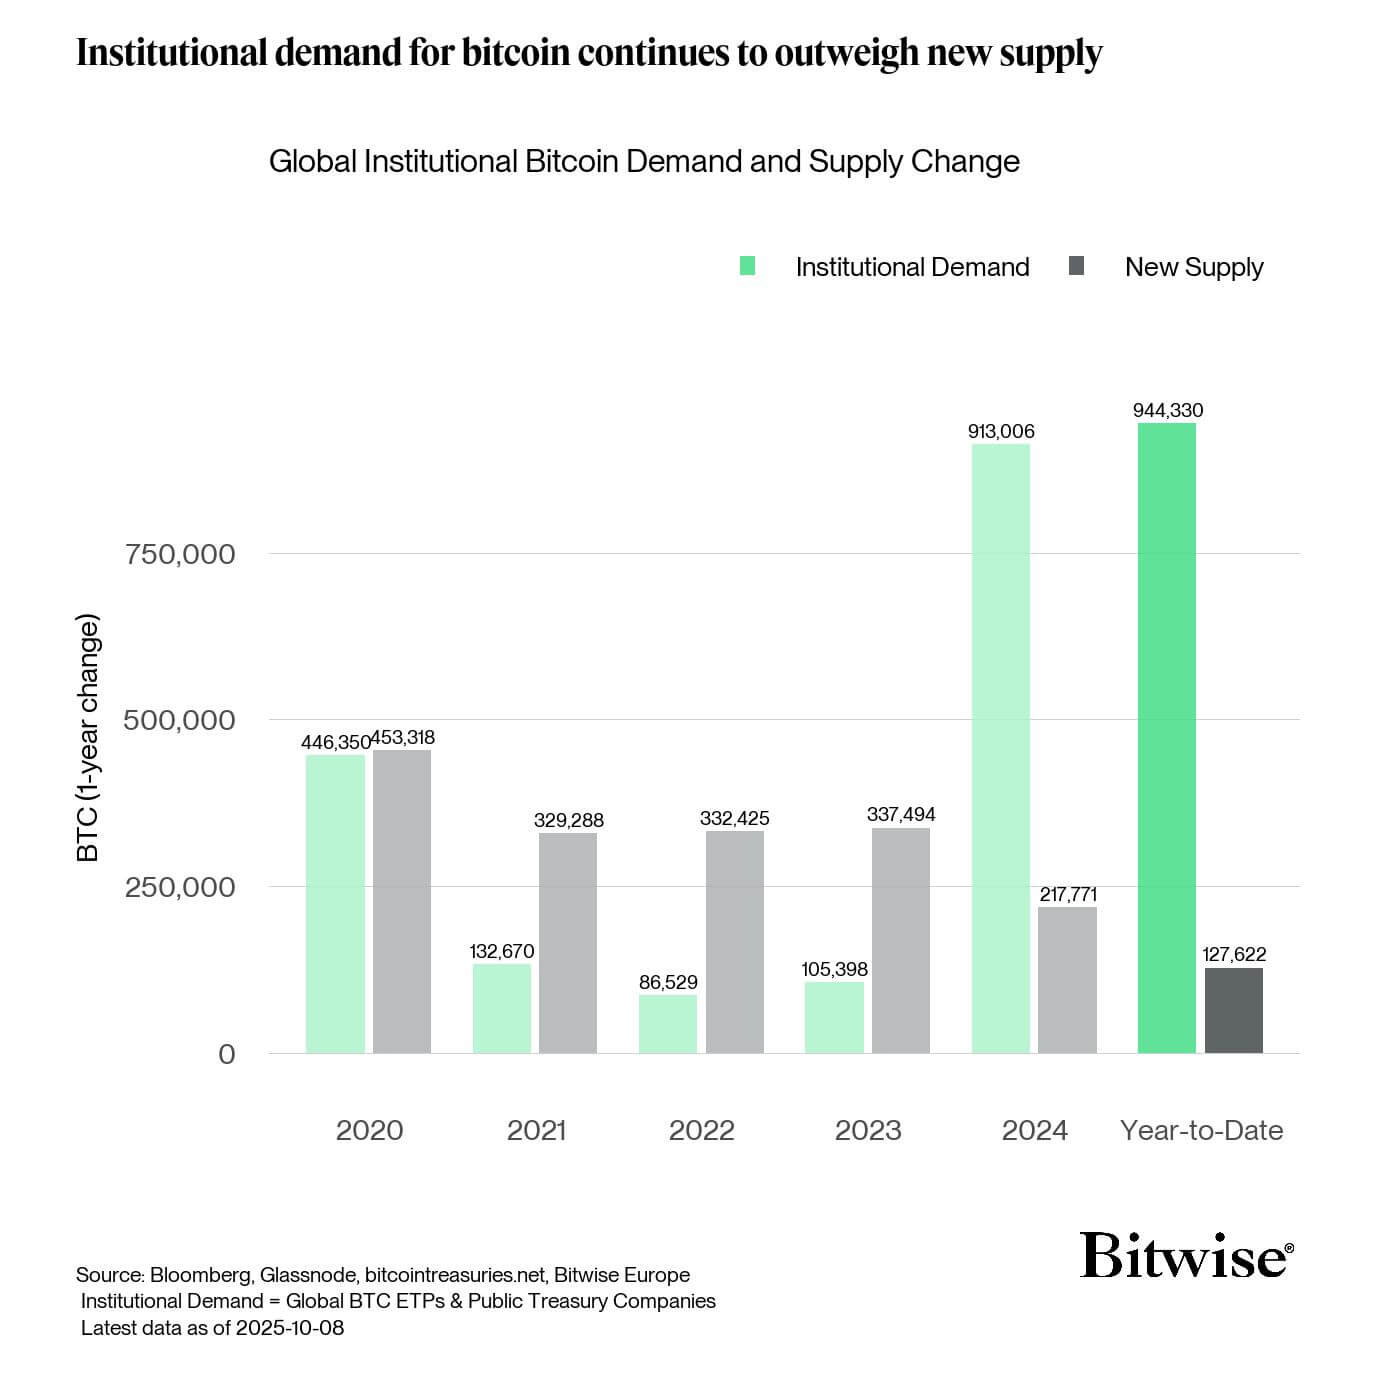 Institutional demand for bitcoin continues to outweigh new supply
Global Institutional Bitcoin Demand and Supply Change
Institutional Demand
New Supply
BTC (1-year change)
750,000
500,000
250,000
0
446,350
453,318
132,670
329,288
86,529
332,425
105,398
337,494
913,006
217,771
944,330
127,622
2020
2021
2022
2023
2024
Year-to-Date
Source: Bloomberg, Glassnode, bitcointreasuries.net, Bitwise Europe
Institutional Demand = Global BTC ETPs & Public Treasury Companies
Latest data as of 2025-10-08
Bitwise®